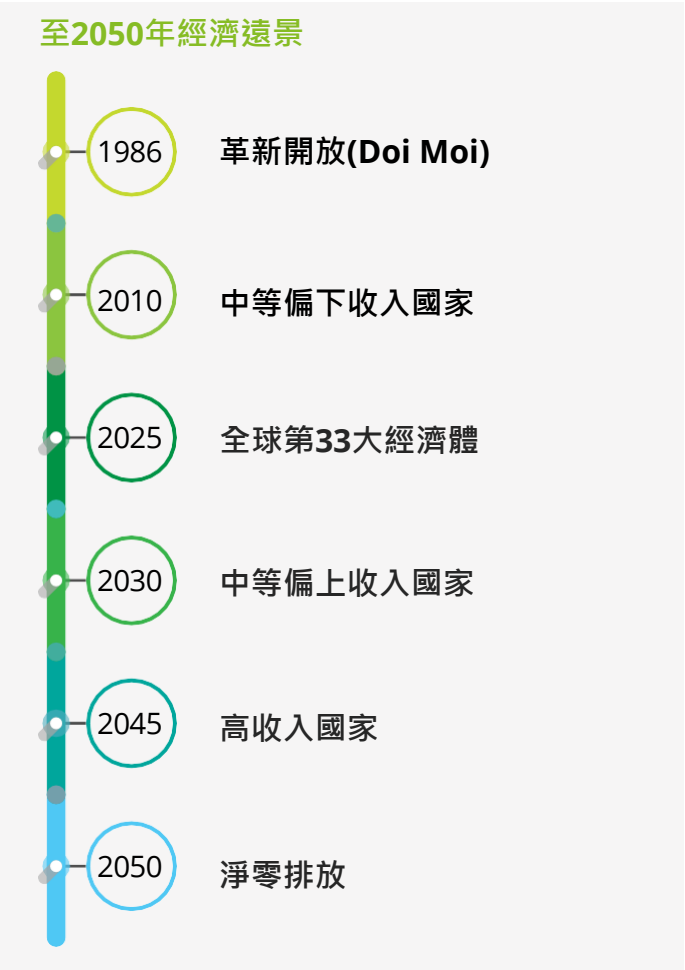 至2050年經濟遠景
1986
革新開放(Doi Moi)
2010
中等偏下收入國家
2025
全球第33大經濟體
2030
中等偏上收入國家
2045
高收入國家
2050
淨零排放